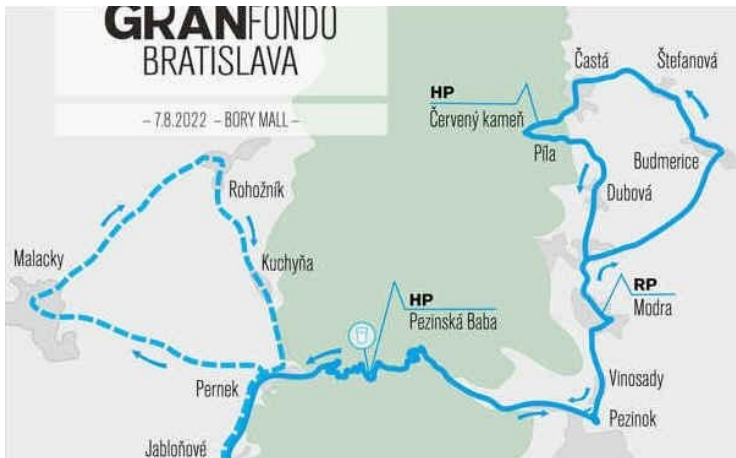 GRANFONDO
BRATISLAVA
– 7.8.2022 – BORY MALL –
Častá
Štefanová
HP
Červený kameň
Píla
Budmerice
Dubová
Rohožník
Malacky
Kuchyňa
HP
Pezinská Baba
RP
Modra
Vinosady
Pernek
Pezinok
Jabloňové